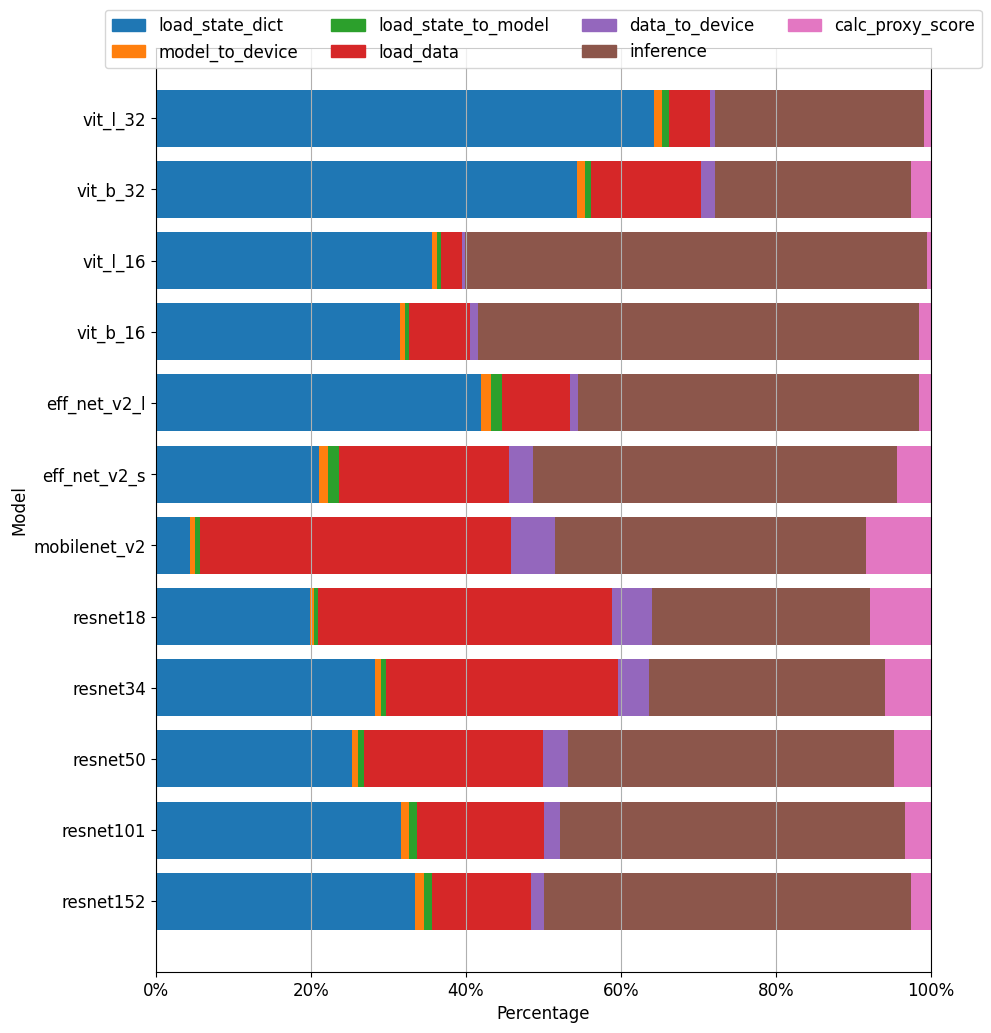 load_state_dict load_state_to_model data_to_device calc_proxy_score
model_to_device load_data inference
vit_l_32
vit_b_32
vit_l_16
vit_b_16
eff_net_v2_l
eff_net_v2_s
mobilenet_v2
resnet18
resnet34
resnet50
resnet101
resnet152
Model
0% 20% 40% 60% 80% 100%
Percentage